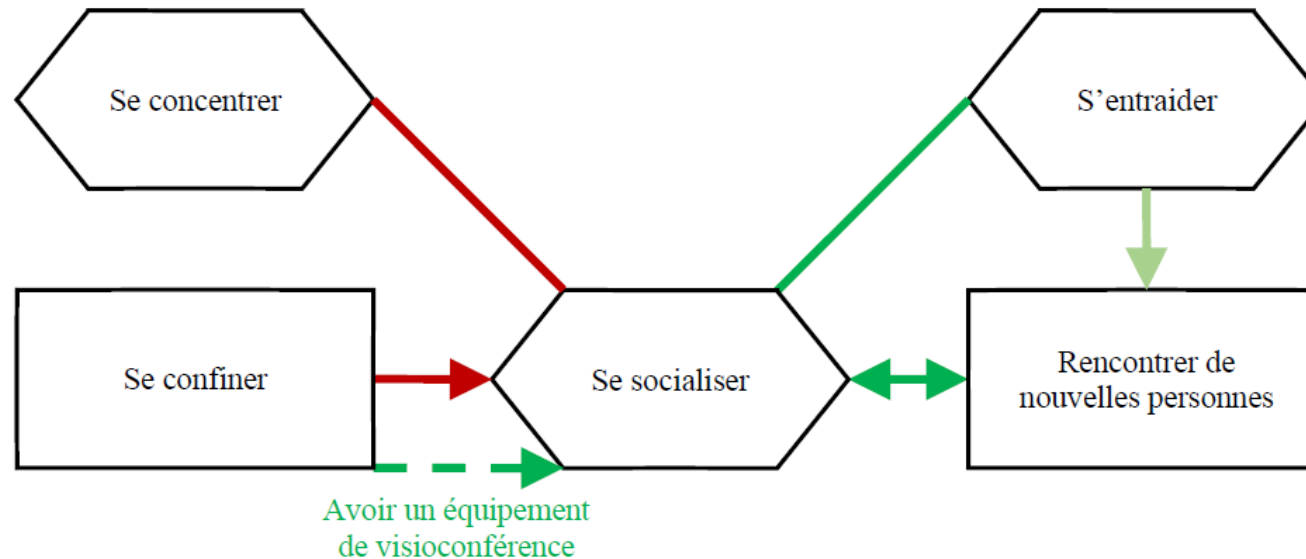 Se concentrer
S’entraider
Se confiner
Se socialiser
Rencontrer de
nouvelles personnes
Avoir un équipement
de visioconférence